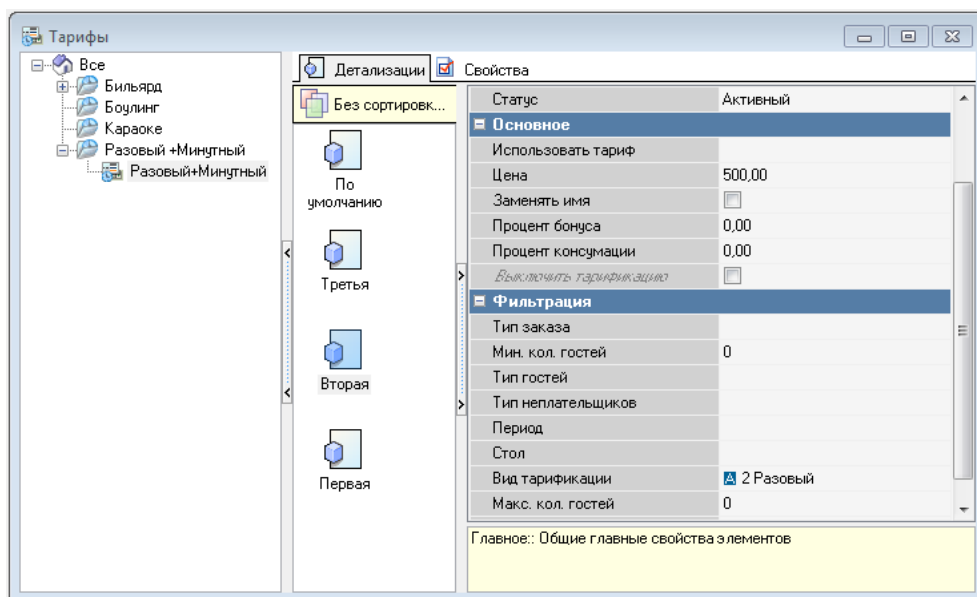 Тарифы
Все
Бильярд
Боулинг
Караоке
Разовый +Минутный
Разовый+Минутный
Детализации
Свойства
Без сортировк...
По умолчанию
Третья
Вторая
Первая
Статус Активный
Основное
Использовать тариф
Цена 500,00
Заменять имя
Процент бонуса 0,00
Процент консумации 0,00
Выключить тарификацию
Фильтрация
Тип заказа
Мин. кол. гостей 0
Тип гостей
Тип неплательщиков
Период
Стол
Вид тарификации A 2 Разовый
Макс. кол. гостей 0
Главное:: Общие главные свойства элементов